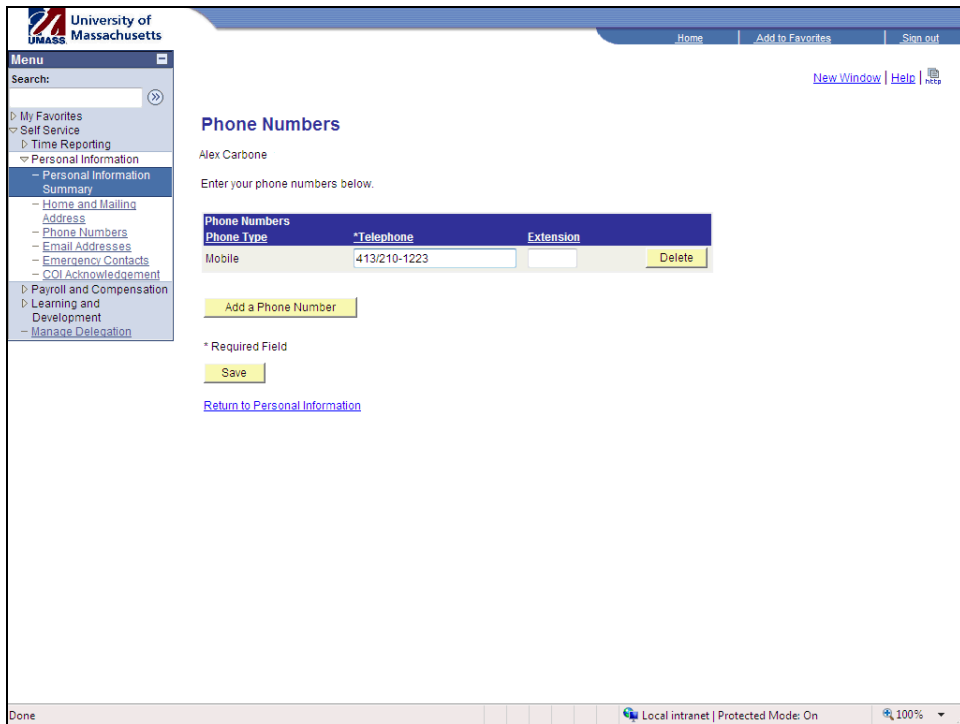 University of
Massachusetts
UMASS
Home
Add to Favorites
Sign out
Menu
Search:
New Window | Help | http
My Favorites
Self Service
Time Reporting
Personal Information
Personal Information
Summary
Home and Mailing
Address
Phone Numbers
Email Addresses
Emergency Contacts
COI Acknowledgement
Payroll and Compensation
Learning and
Development
Manage Delegation
Phone Numbers
Alex Carbone
Enter your phone numbers below.
Phone Numbers
Phone Type *Telephone Extension
Mobile 413/210-1223 Delete
Add a Phone Number
* Required Field
Save
Return to Personal Information
Done
Local intranet | Protected Mode: On
100%